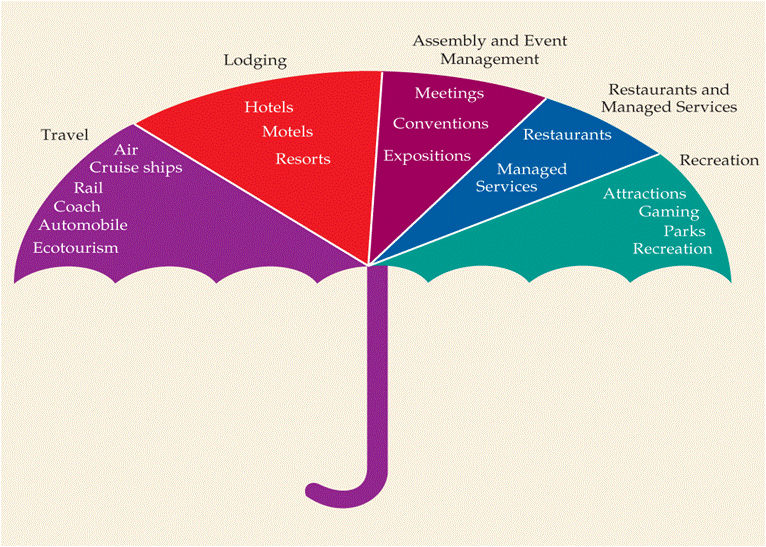 Travel
Air
Cruise ships
Rail
Coach
Automobile
Ecotourism
Lodging
Hotels
Motels
Resorts
Assembly and Event
Management
Meetings
Conventions
Expositions
Restaurants and
Managed Services
Restaurants
Managed
Services
Recreation
Attractions
Gaming
Parks
Recreation